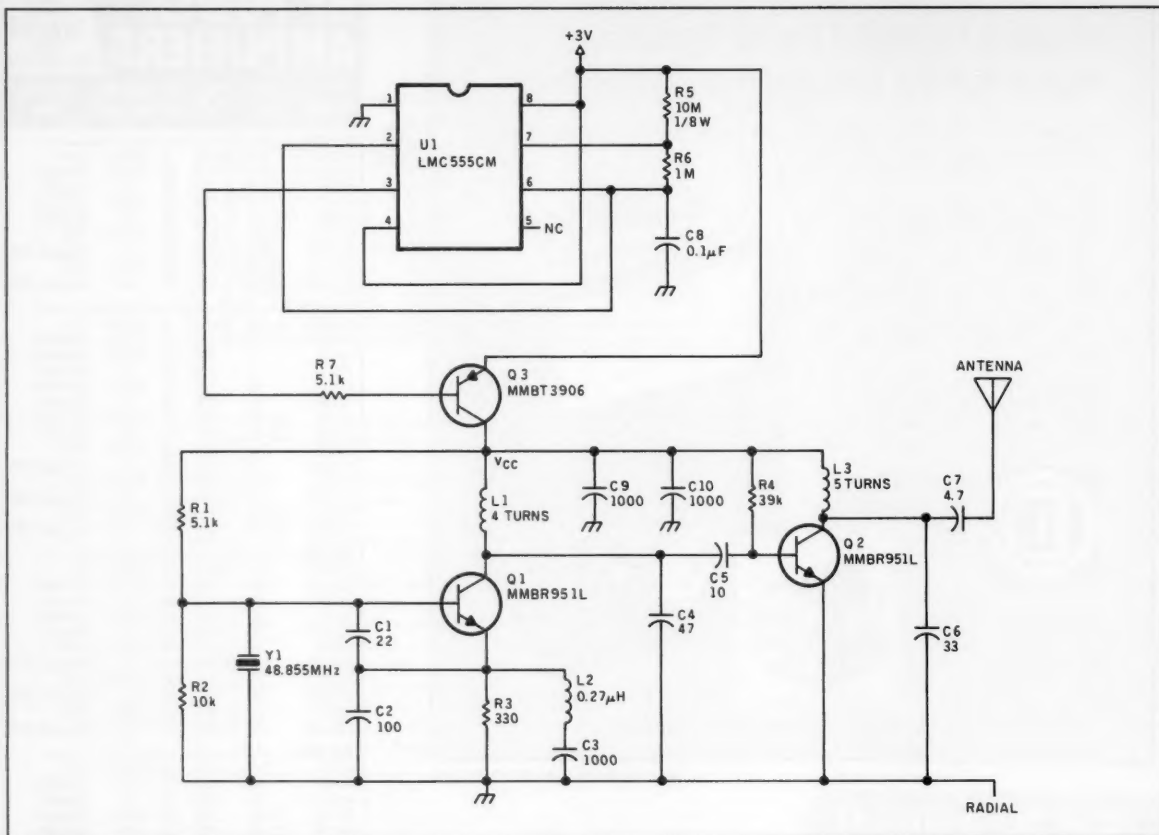 +3V
1
2
3
4
8
7
6
5
NC
U1
LMC555CM
R5
10M
1/8W
R6
1M
C8
0.1µF
R7
5.1k
Q3
MMBT3906
ANTENNA
VCC
R1
5.1k
L1
4 TURNS
C9
1000
C10
1000
R4
39k
L3
5 TURNS
C7
4.7
Q1
MMBR951L
C5
10
Q2
MMBR951L
Y1
48.855MHz
C1
22
C4
47
C6
33
R2
10k
C2
100
R3
330
L2
0.27µH
C3
1000
RADIAL